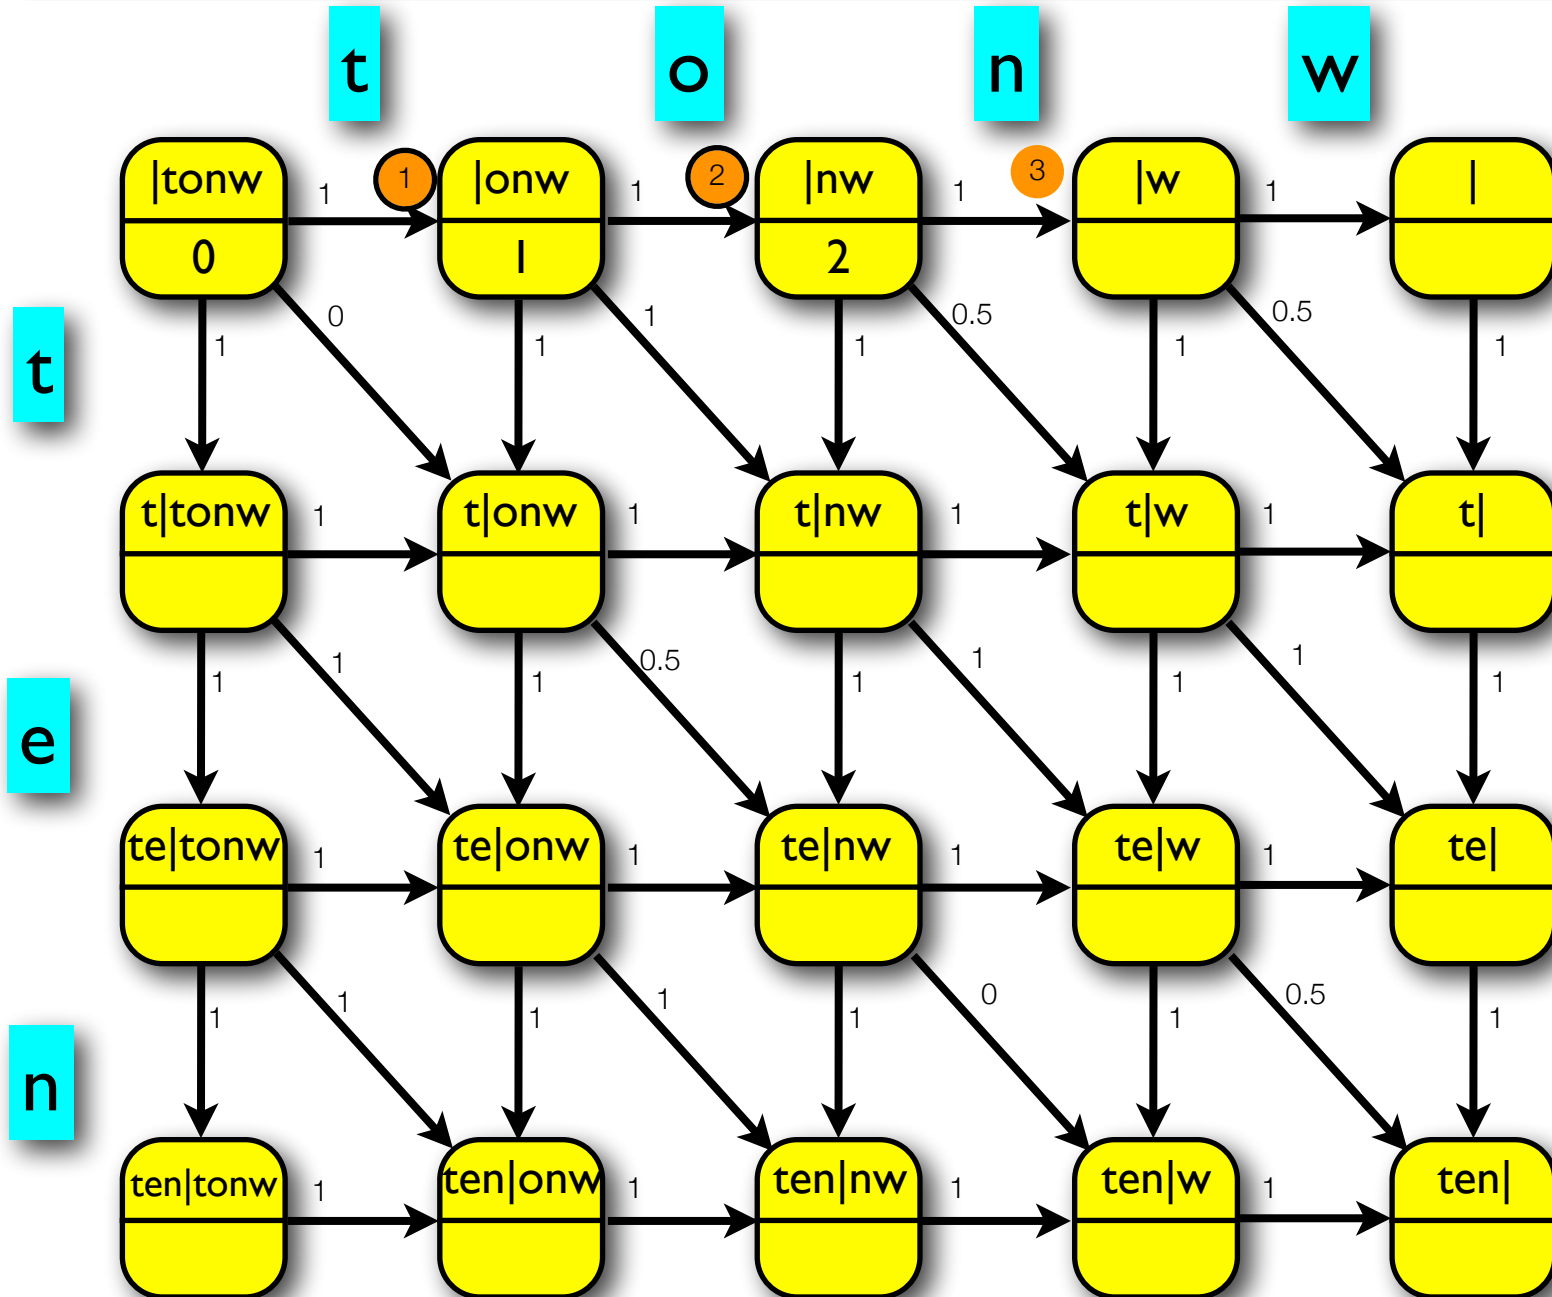 t o n w
|tonw 1 1 |onw 1 2 |nw 1 3 |w 1 |
0 1 2
t 1 0 1 1 1 0.5 1 0.5 1
t|tonw 1 t|onw 1 t|nw 1 t|w 1 t|
e 1 1 1 0.5 1 1 1 1 1
te|tonw 1 te|onw 1 te|nw 1 te|w 1 te|
n 1 1 1 1 1 0 1 0.5 1
ten|tonw 1 ten|onw 1 ten|nw 1 ten|w 1 ten|